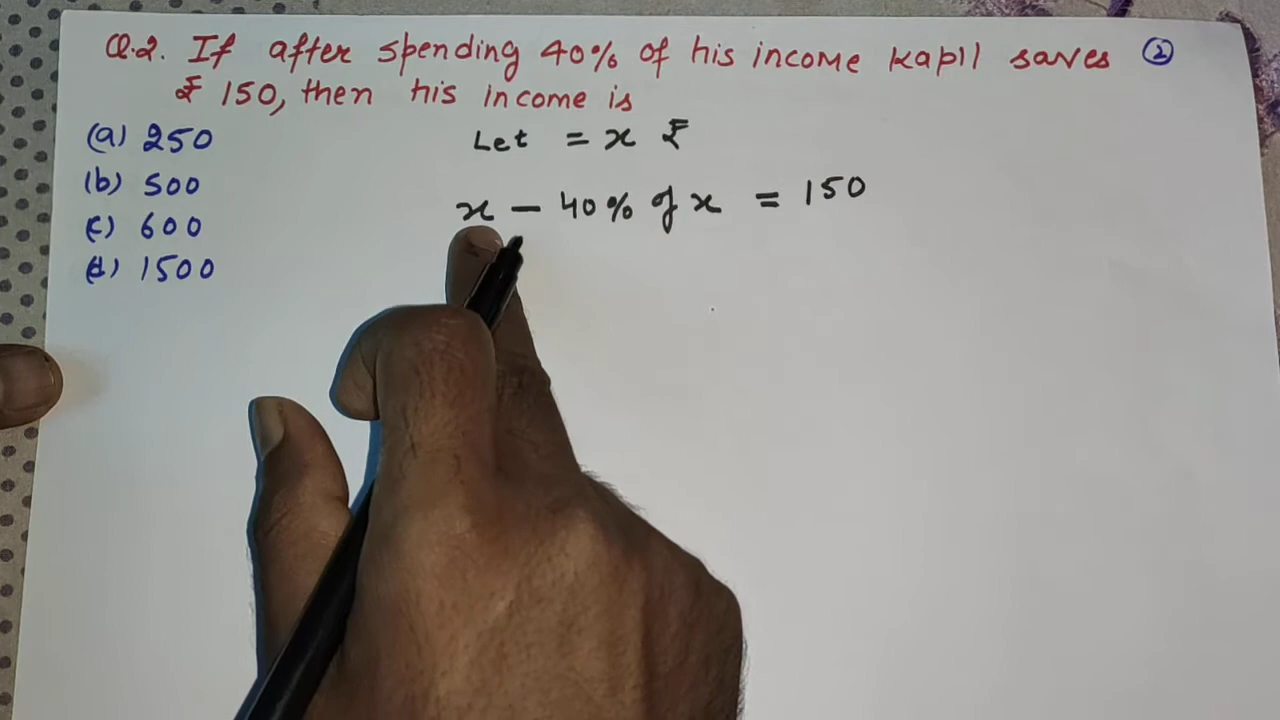 Q.2. If after spending 40% of his income Kapil saves ②
₹ 150, then his income is
(a) 250
(b) 500
(c) 600
(d) 1500
Let = x ₹
x - 40% of x = 150